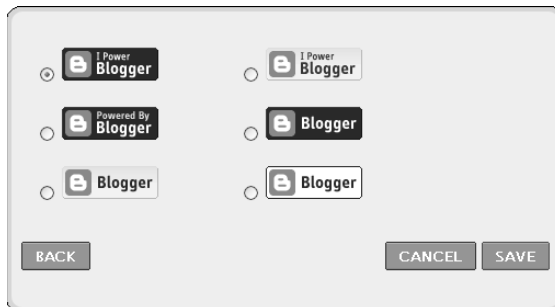 I Power
Blogger
I Power
Blogger
Powered By
Blogger
Blogger
Blogger
Blogger
BACK
CANCEL
SAVE